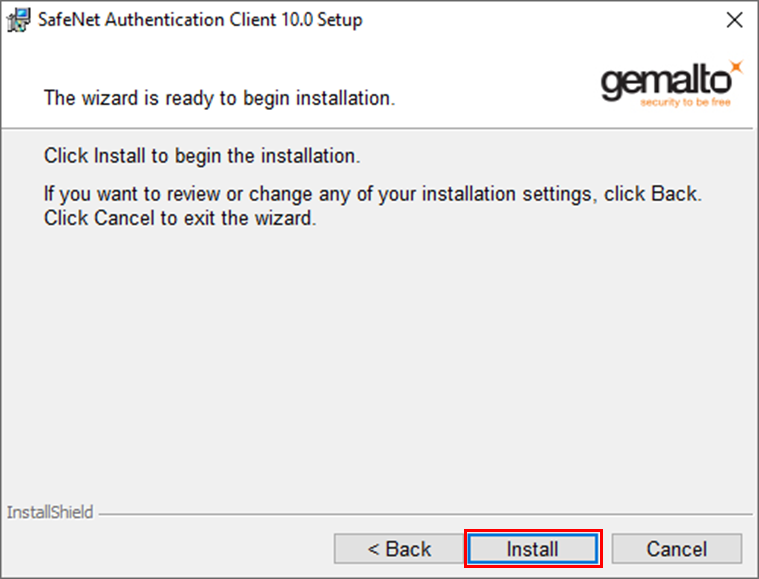 SafeNet Authentication Client 10.0 Setup
gemalto
security to be free
The wizard is ready to begin installation.
Click Install to begin the installation.
If you want to review or change any of your installation settings, click Back.
Click Cancel to exit the wizard.
InstallShield
< Back
Install
Cancel